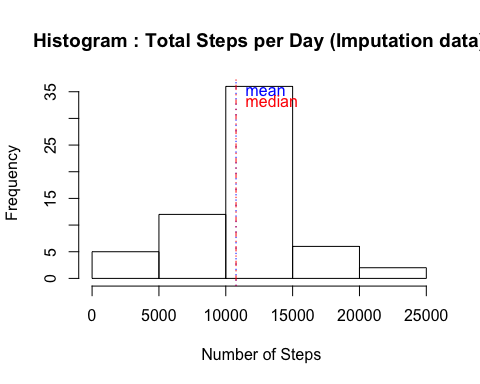 Histogram : Total Steps per Day (Imputation data)
mean
median
35
15
5
0
Frequency
0 5000 10000 15000 20000 25000
Number of Steps